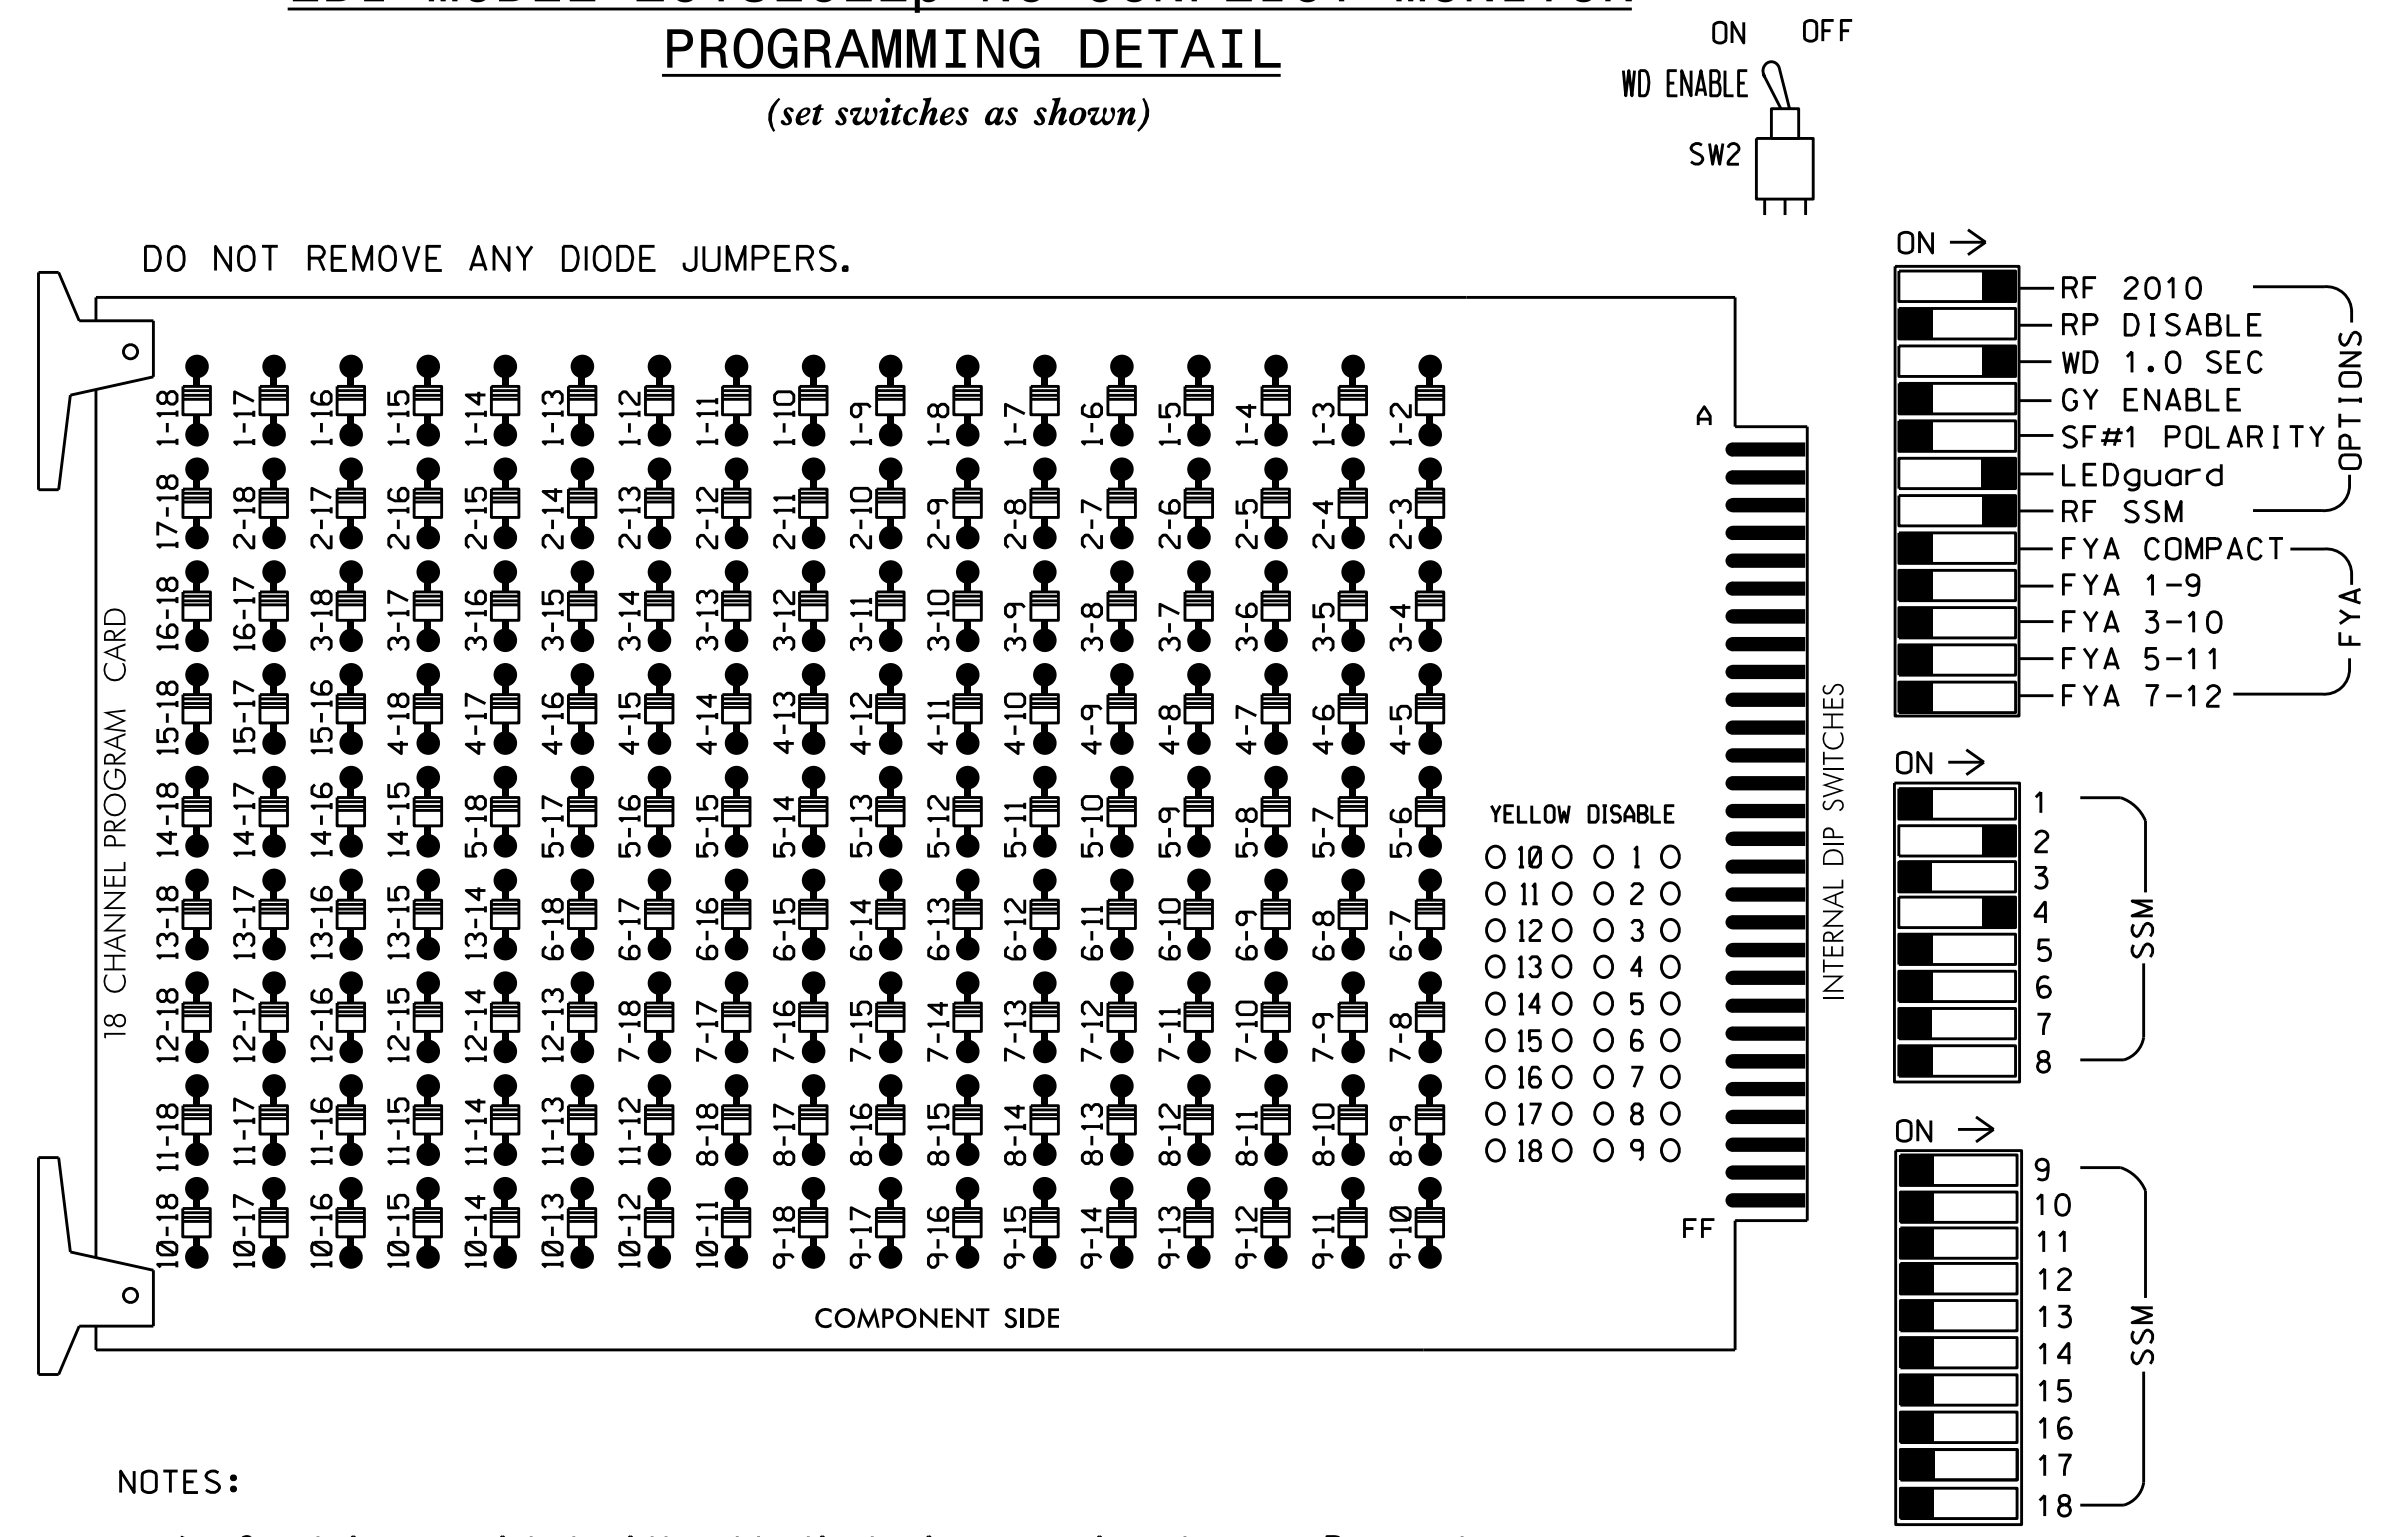 PROGRAMMING DETAIL
(set switches as shown)
ON OFF
WD ENABLE
SW2
DO NOT REMOVE ANY DIODE JUMPERS.
18 CHANNEL PROGRAM CARD
1-18 1-17 1-16 1-15 1-14 1-13 1-12 1-11 1-10 1-9 1-8 1-7 1-6 1-5 1-4 1-3 1-2
17-18 2-18 2-17 2-16 2-15 2-14 2-13 2-12 2-11 2-10 2-9 2-8 2-7 2-6 2-5 2-4 2-3
16-18 16-17 3-18 3-17 3-16 3-15 3-14 3-13 3-12 3-11 3-10 3-9 3-8 3-7 3-6 3-5 3-4
15-18 15-17 15-16 4-18 4-17 4-16 4-15 4-14 4-13 4-12 4-11 4-10 4-9 4-8 4-7 4-6 4-5
14-18 14-17 14-16 14-15 5-18 5-17 5-16 5-15 5-14 5-13 5-12 5-11 5-10 5-9 5-8 5-7 5-6
13-18 13-17 13-16 13-15 13-14 6-18 6-17 6-16 6-15 6-14 6-13 6-12 6-11 6-10 6-9 6-8 6-7
12-18 12-17 12-16 12-15 12-14 12-13 7-18 7-17 7-16 7-15 7-14 7-13 7-12 7-11 7-10 7-9 7-8
11-18 11-17 11-16 11-15 11-14 11-13 11-12 8-18 8-17 8-16 8-15 8-14 8-13 8-12 8-11 8-10 8-9
10-18 10-17 10-16 10-15 10-14 10-13 10-12 10-11 9-18 9-17 9-16 9-15 9-14 9-13 9-12 9-11 9-10
COMPONENT SIDE
YELLOW DISABLE
10 1
11 2
12 3
13 4
14 5
15 6
16 7
17 8
18 9
A
FF
INTERNAL DIP SWITCHES
ON
RF 2010
RP DISABLE
WD 1.0 SEC
GY ENABLE
SF#1 POLARITY
LEDguard
RF SSM
OPTIONS
FYA COMPACT
FYA 1-9
FYA 3-10
FYA 5-11
FYA 7-12
FYA
ON
1
2
3
4
5
6
7
8
SSM
ON
9
10
11
12
13
14
15
16
17
18
SSM
NOTES: